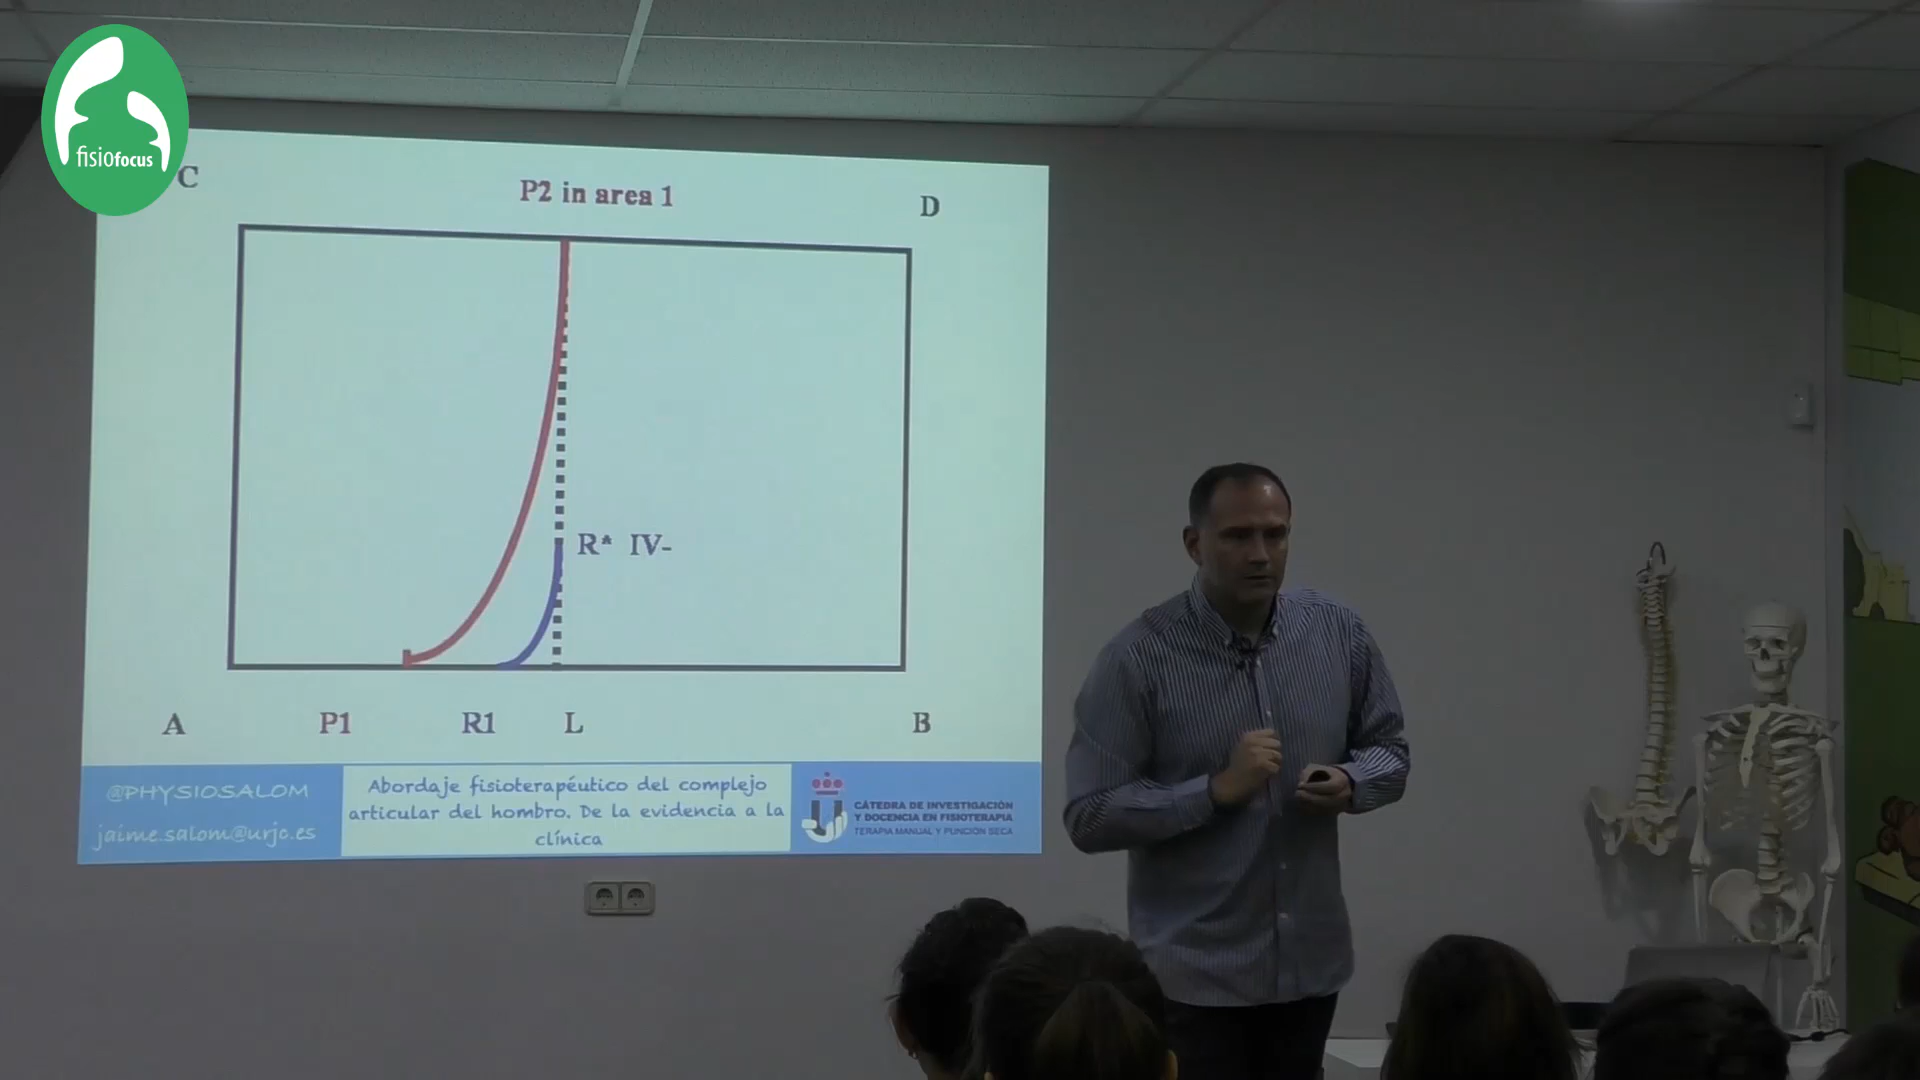 fisiofocus
C
P2 in area 1
D
R* IV-
A
P1
R1
L
B
@PHYSIOSALOM
jaime.salom@urjc.es
Abordaje fisioterapéutico del complejo
articular del hombro. De la evidencia a la
clínica
CÁTEDRA DE INVESTIGACIÓN
Y DOCENCIA EN FISIOTERAPIA
TERAPIA MANUAL Y PUNCIÓN SECA